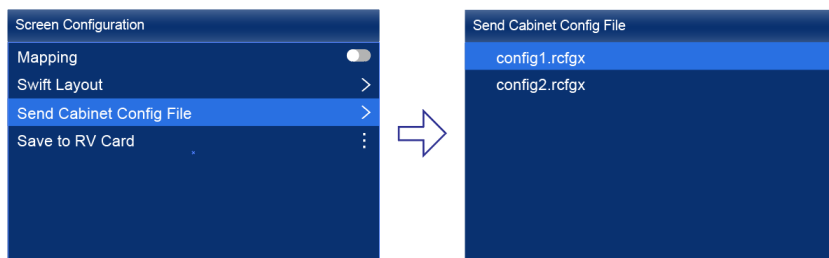 Screen Configuration
Mapping
Swift Layout
Send Cabinet Config File
Save to RV Card
Send Cabinet Config File
config1.rcfgx
config2.rcfgx